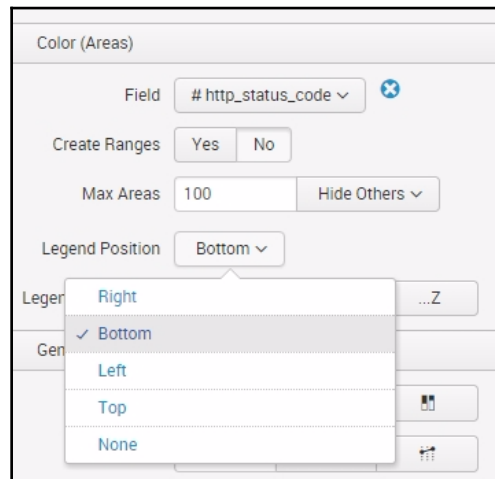 Color (Areas)
Field # http_status_code
Create Ranges Yes No
Max Areas 100 Hide Others
Legend Position Bottom
Right
Legen ...Z
Bottom
Gen
Left
Top
None